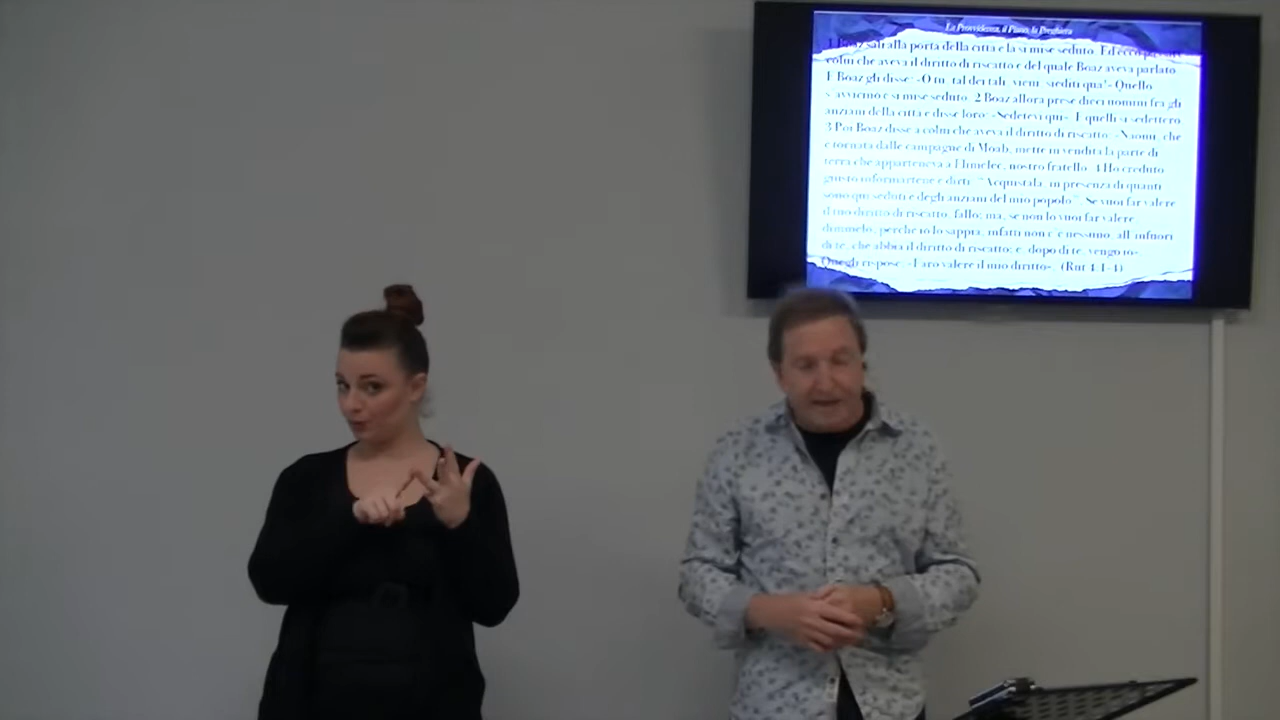 La Provvidenza, il Piano, la Preghiera
1 Boaz salì alla porta della città e là si mise seduto. Ed ecco passare
colui che aveva il diritto di riscatto e del quale Boaz aveva parlato.
E Boaz gli disse: «O tu, tal dei tali, vieni, siediti qua!» Quello
s'avvicinò e si mise seduto. 2 Boaz allora prese dieci uomini fra gli
anziani della città e disse loro: «Sedetevi qui». E quelli si sedettero.
3 Poi Boaz disse a colui che aveva il diritto di riscatto: «Naomi, che
è tornata dalle campagne di Moab, mette in vendita la parte di
terra che apparteneva a Elimelec, nostro fratello. 4 Ho creduto
giusto informartene e dirti: "Acquistala, in presenza di quanti
sono qui seduti e degli anziani del mio popolo". Se vuoi far valere
il tuo diritto di riscatto, fallo; ma, se non lo vuoi far valere,
dimmelo, perché io lo sappia; infatti non c'è nessuno, all'infuori
di te, che abbia il diritto di riscatto; e, dopo di te, vengo io».
Quegli rispose: «Farò valere il mio diritto». (Rut 4:1-4)